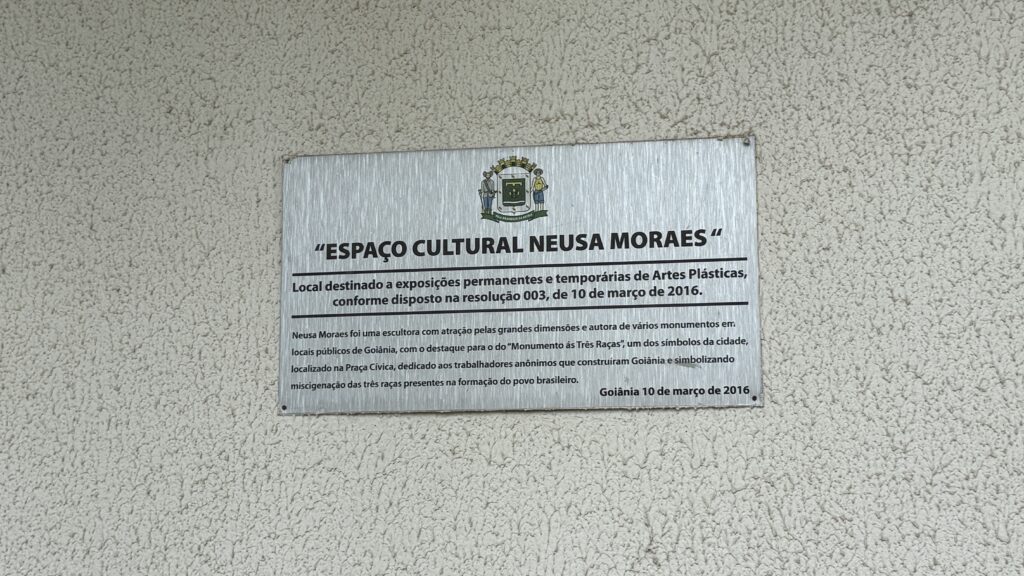 “ESPAÇO CULTURAL NEUSA MORAES “
Local destinado a exposições permanentes e temporárias de Artes Plásticas,
conforme disposto na resolução 003, de 10 de março de 2016.
Neusa Moraes foi uma escultora com atração pelas grandes dimensões e autora de vários monumentos em
locais públicos de Goiânia, com o destaque para o do "Monumento ás Três Raças", um dos símbolos da cidade,
localizado na Praça Cívica, dedicado aos trabalhadores anônimos que construíram Goiânia e simbolizando
miscigenação das três raças presentes na formação do povo brasileiro.
Goiânia 10 de março de 2016